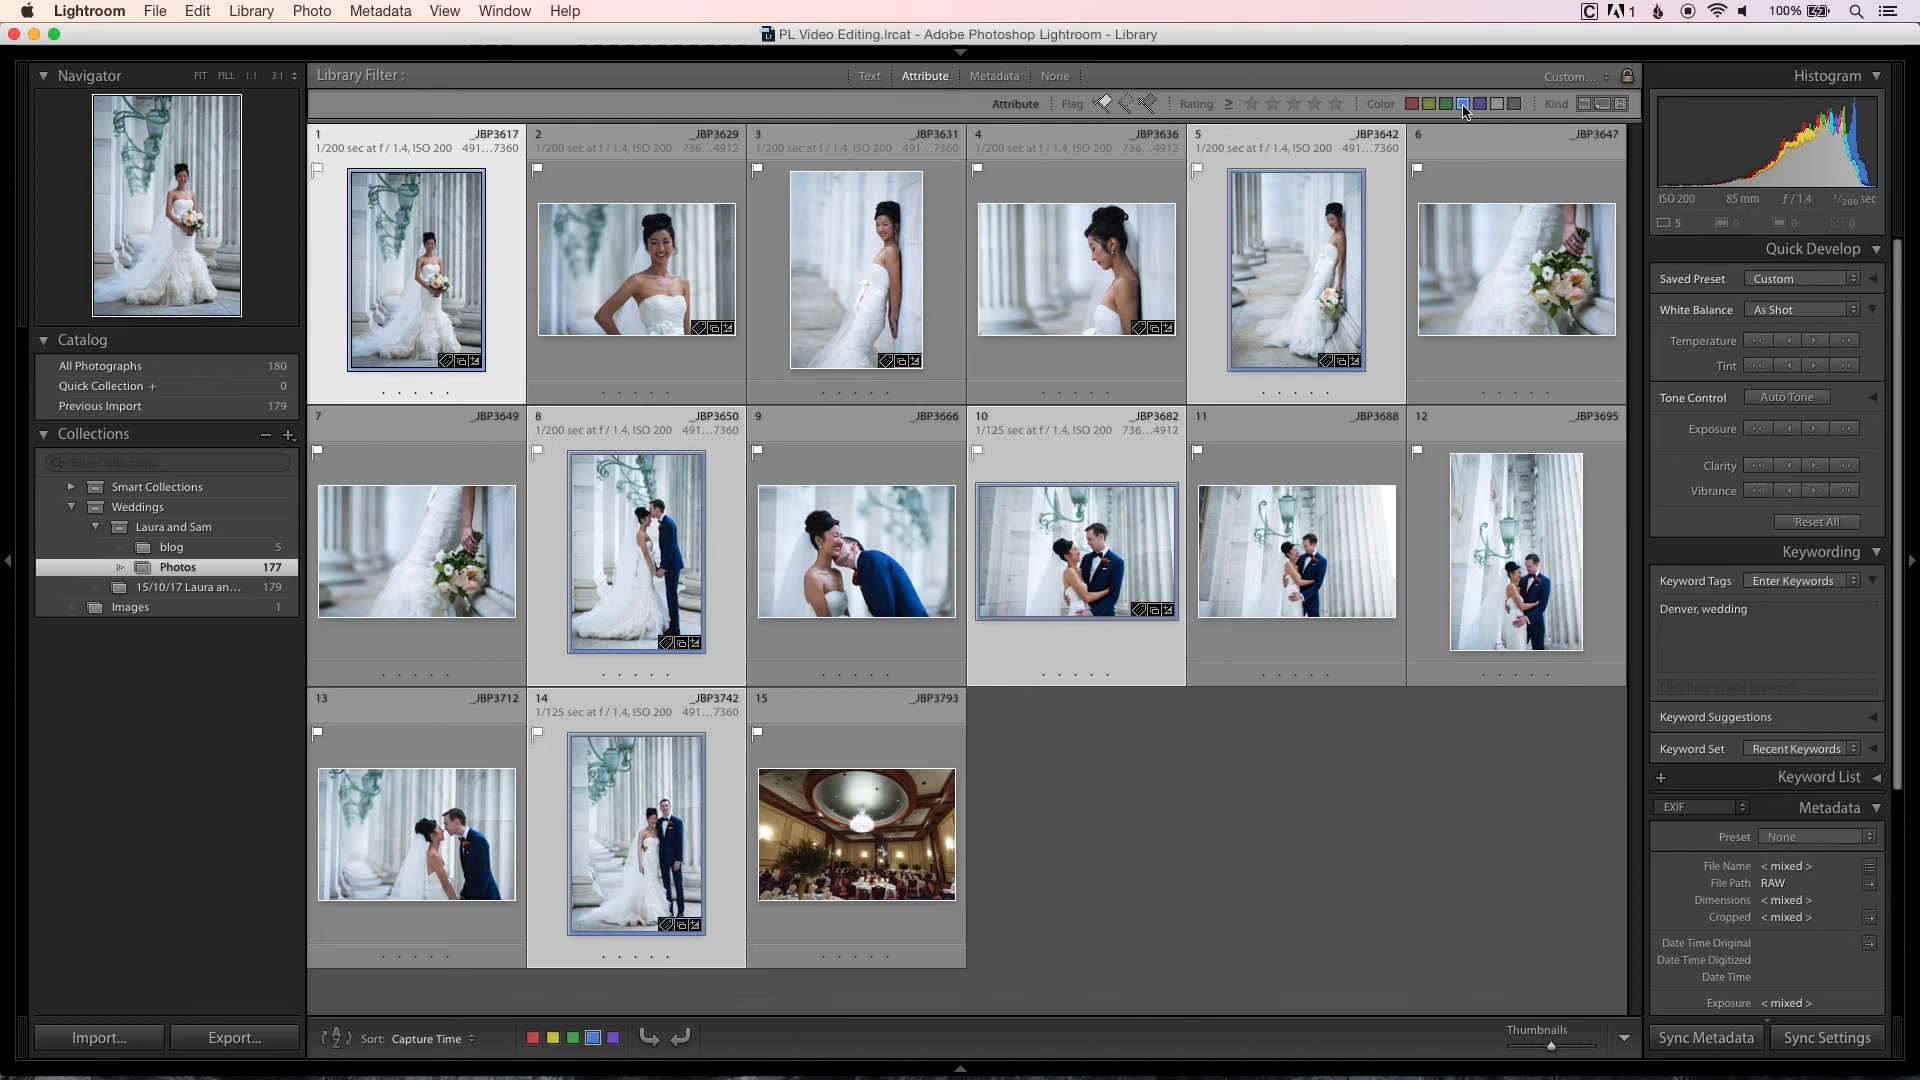 Lightroom File Edit Library Photo Metadata View Window Help 1 100%
PL Video Editing.lrcat - Adobe Photoshop Lightroom - Library
Navigator FIT FILL 1:1 3:1
Library Filter : Text Attribute Metadata None Custom...
Histogram
Attribute Flag Rating ≥ Color Kind
1 _JBP3617
1/200 sec at f / 1.4, ISO 200 491...7360
2 _JBP3629
1/200 sec at f / 1.4, ISO 200 736...4912
3 _JBP3631
1/200 sec at f / 1.4, ISO 200 491...7360
4 _JBP3636
1/200 sec at f / 1.4, ISO 200 736...4912
5 _JBP3642
1/200 sec at f / 1.4, ISO 200 491...7360
6 _JBP3647
ISO 200 85 mm ƒ / 1.4 1/200 sec
5 0 0 0
Catalog
All Photographs 180
Quick Collection + 0
Previous Import 179
Collections
Filter Collections
Smart Collections
Weddings
Laura and Sam
blog 5
Photos 177
15/10/17 Laura an... 179
Images 1
7 _JBP3649
8 _JBP3650
1/200 sec at f / 1.4, ISO 200 491...7360
9 _JBP3666
10 _JBP3682
1/125 sec at f / 1.4, ISO 200 736...4912
11 _JBP3688
12 _JBP3695
13 _JBP3712
14 _JBP3742
1/125 sec at f / 1.4, ISO 200 491...7360
15 _JBP3793
Quick Develop
Saved Preset Custom
White Balance As Shot
Temperature
Tint
Tone Control Auto Tone
Exposure
Clarity
Vibrance
Reset All
Keywording
Keyword Tags Enter Keywords
Denver, wedding
Click here to add keywords
Keyword Suggestions
Keyword Set Recent Keywords
Keyword List
EXIF Metadata
Preset None
File Name < mixed >
File Path RAW
Dimensions < mixed >
Cropped < mixed >
Date Time Original
Date Time Digitized
Date Time
Exposure < mixed >
Import... Export...
Sort: Capture Time
Thumbnails
Sync Metadata Sync Settings